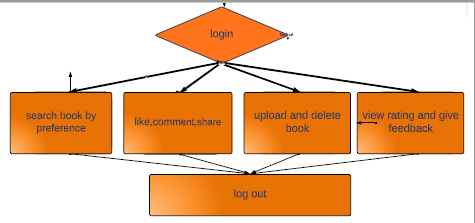 login
search book by
preference
like,comment,share
upload and delete
book
view rating and give
feedback
log out